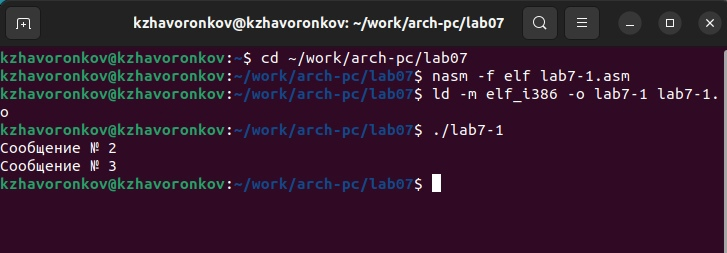 kzhavoronkov@kzhavoronkov: ~/work/arch-pc/lab07
kzhavoronkov@kzhavoronkov:~$ cd ~/work/arch-pc/lab07
kzhavoronkov@kzhavoronkov:~/work/arch-pc/lab07$ nasm -f elf lab7-1.asm
kzhavoronkov@kzhavoronkov:~/work/arch-pc/lab07$ ld -m elf_i386 -o lab7-1 lab7-1.
o
kzhavoronkov@kzhavoronkov:~/work/arch-pc/lab07$ ./lab7-1
Сообщение № 2
Сообщение № 3
kzhavoronkov@kzhavoronkov:~/work/arch-pc/lab07$